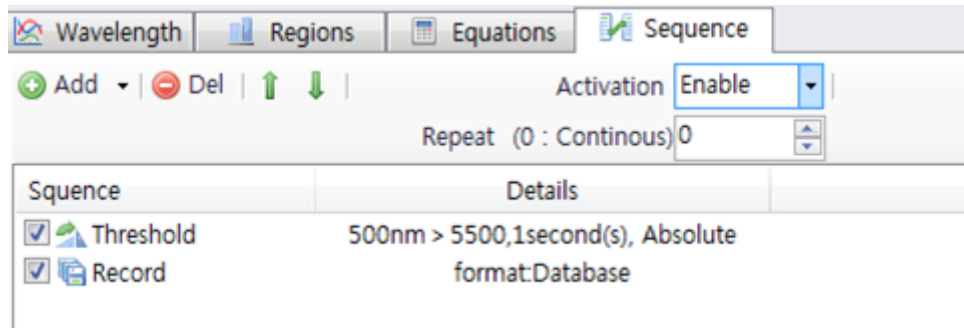 Wavelength Regions Equations Sequence
Add Del Activation Enable
Repeat (0 : Continous) 0
Squence Details
Threshold 500nm > 5500,1second(s), Absolute
Record format:Database